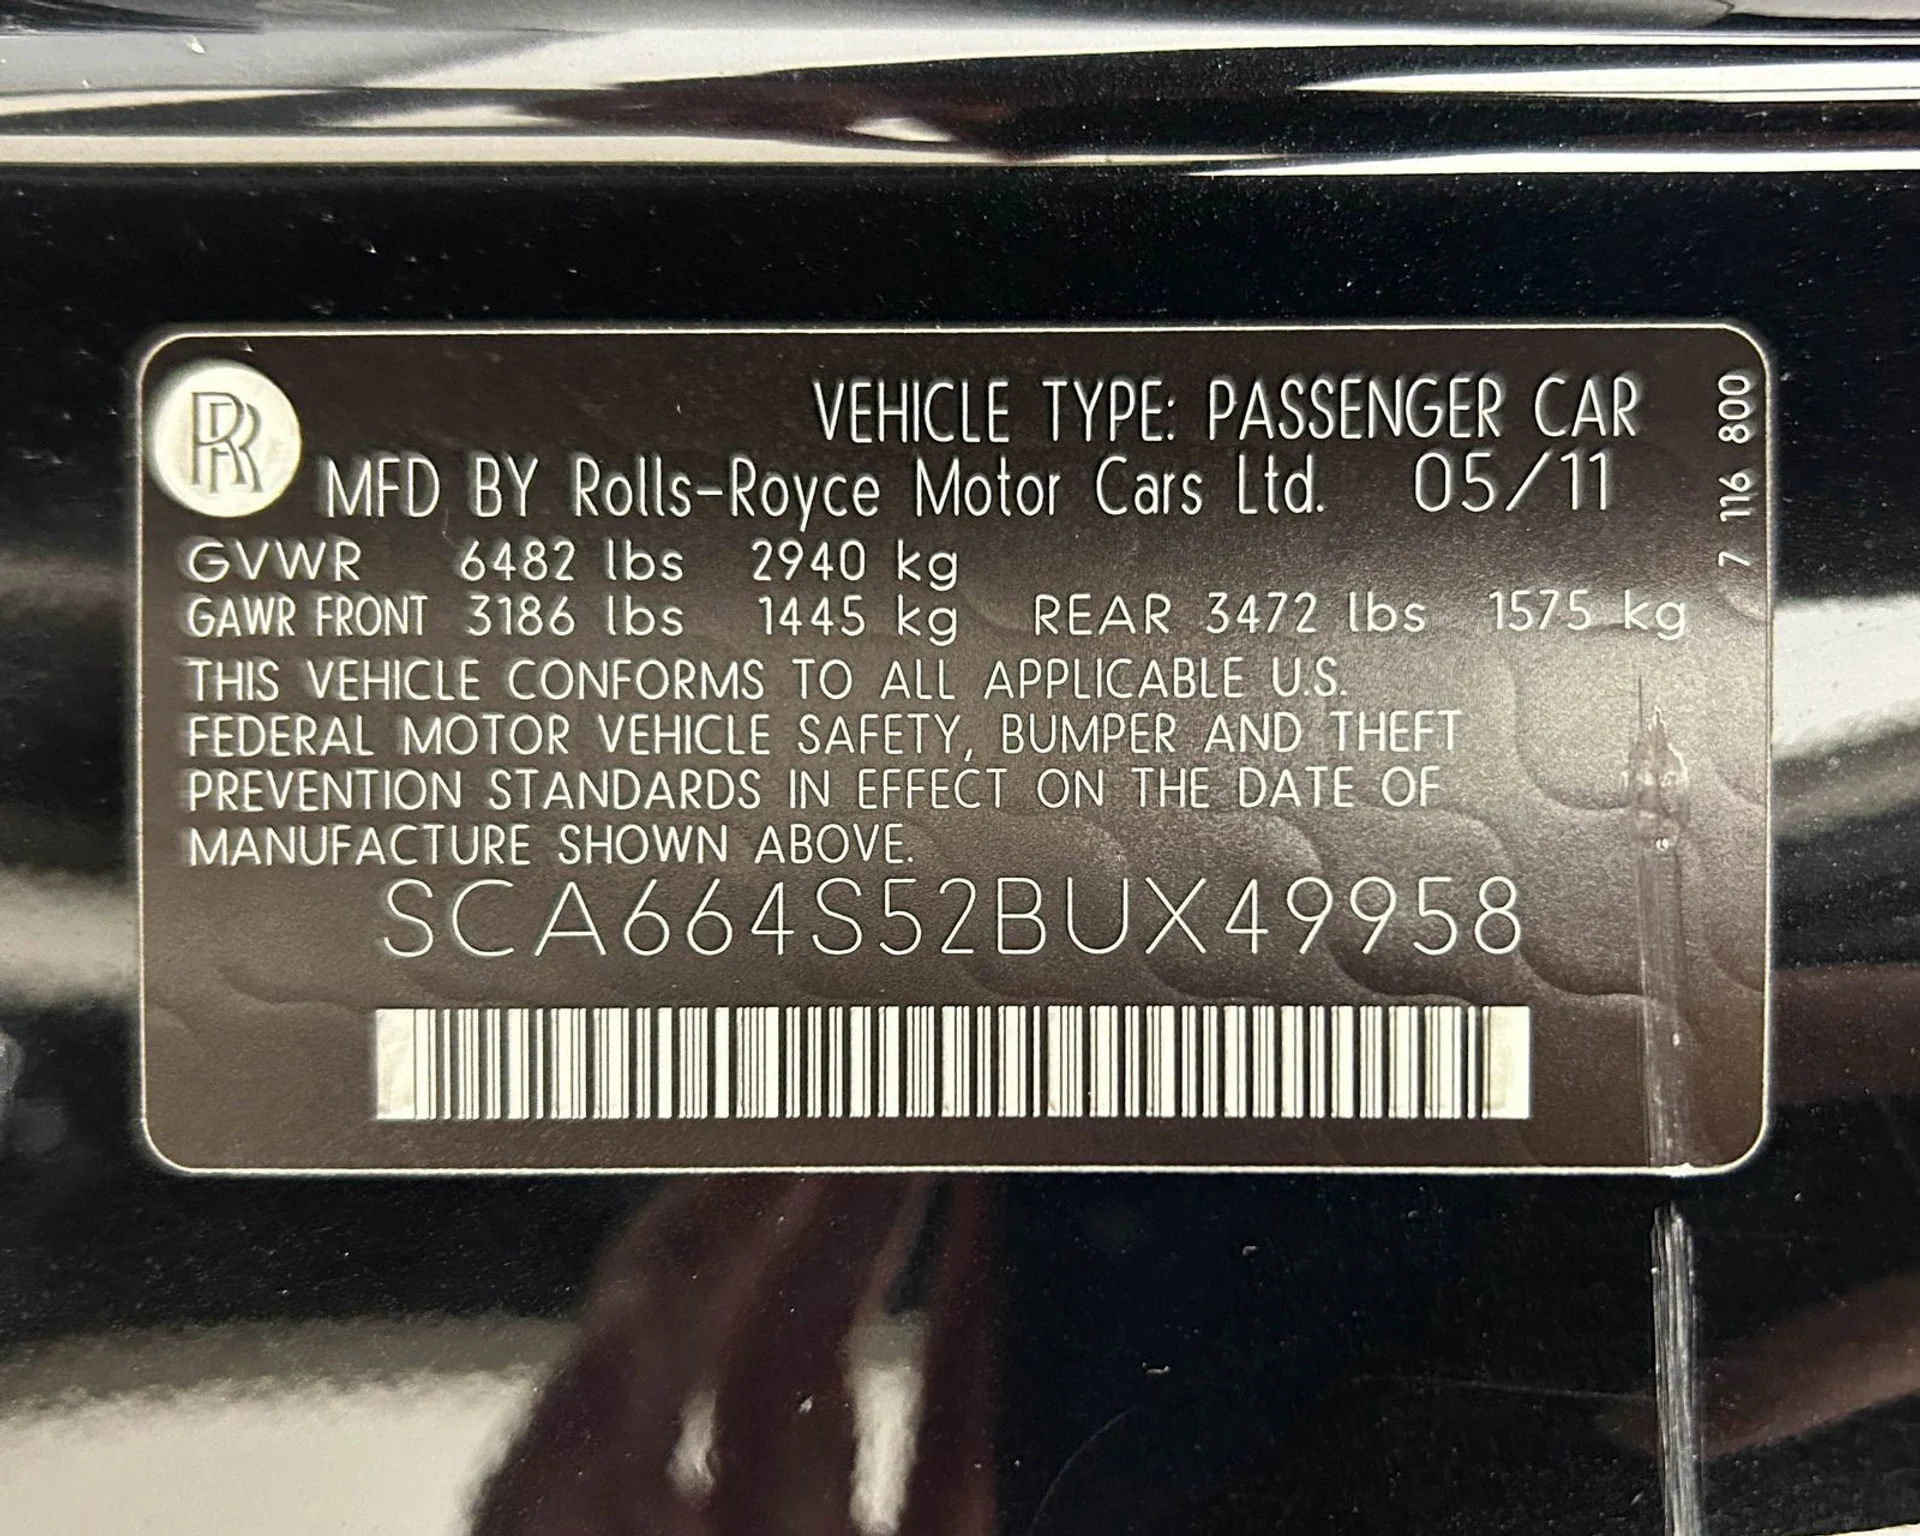 VEHICLE TYPE: PASSENGER CAR
RR MFD BY Rolls-Royce Motor Cars Ltd. 05/11
GVWR 6482 lbs 2940 kg
GAWR FRONT 3186 lbs 1445 kg REAR 3472 lbs 1575 kg
THIS VEHICLE CONFORMS TO ALL APPLICABLE U.S.
FEDERAL MOTOR VEHICLE SAFETY, BUMPER AND THEFT
PREVENTION STANDARDS IN EFFECT ON THE DATE OF
MANUFACTURE SHOWN ABOVE.
SCA664S52BUX49958
7 116 800